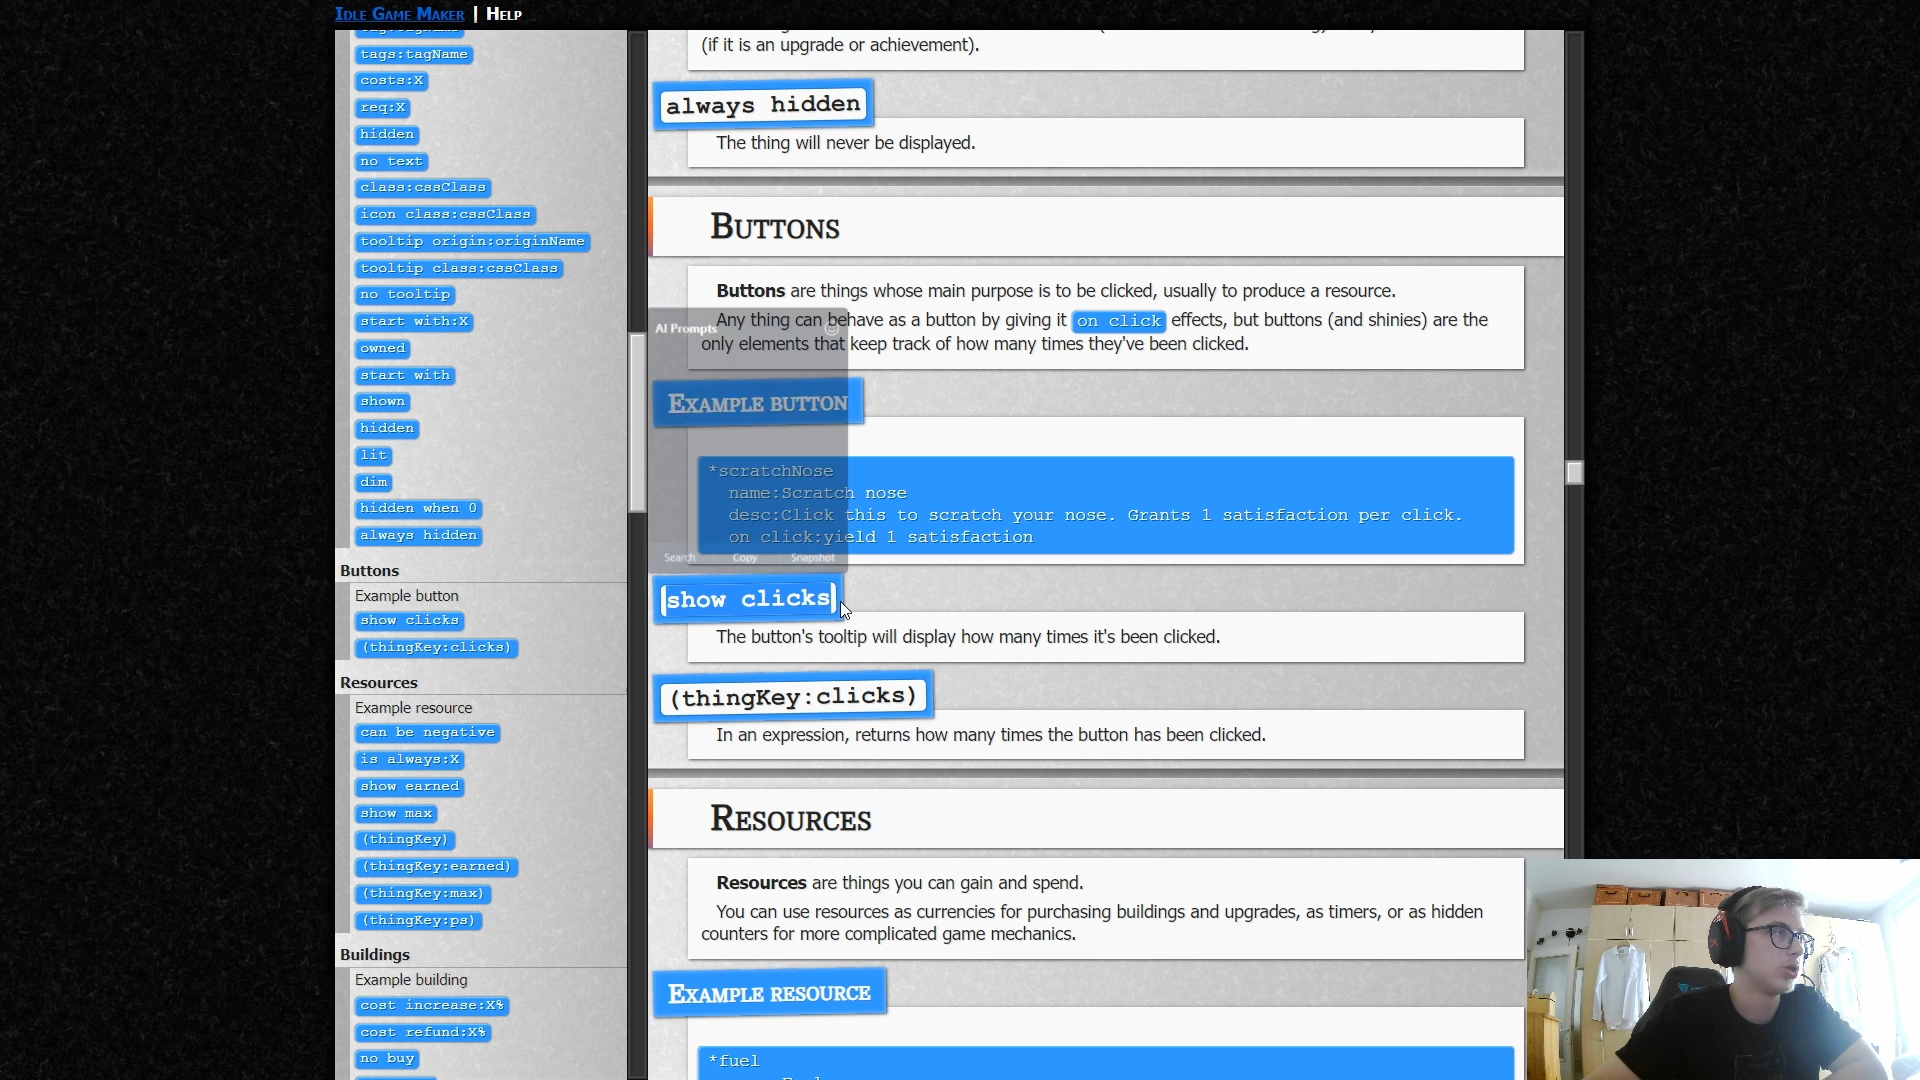 Idle Game Maker | Help
tags:tagName
costs:X
req:X
hidden
no text
class:cssClass
icon class:cssClass
tooltip origin:originName
tooltip class:cssClass
no tooltip
start with:X
owned
start with
shown
hidden
lit
dim
hidden when 0
always hidden
Buttons
Example button
show clicks
(thingKey:clicks)
Resources
Example resource
can be negative
is always:X
show earned
show max
(thingKey)
(thingKey:earned)
(thingKey:max)
(thingKey:ps)
Buildings
Example building
cost increase:X%
cost refund:X%
no buy
(if it is an upgrade or achievement).
always hidden
The thing will never be displayed.
Buttons
Buttons are things whose main purpose is to be clicked, usually to produce a resource.
Any thing can behave as a button by giving it on click effects, but buttons (and shinies) are the
only elements that keep track of how many times they've been clicked.
AI Prompts
Example button
*scratchNose
name:Scratch nose
desc:Click this to scratch your nose. Grants 1 satisfaction per click.
on click:yield 1 satisfaction
Search Copy Snapshot
show clicks
The button's tooltip will display how many times it's been clicked.
(thingKey:clicks)
In an expression, returns how many times the button has been clicked.
Resources
Resources are things you can gain and spend.
You can use resources as currencies for purchasing buildings and upgrades, as timers, or as hidden
counters for more complicated game mechanics.
Example resource
*fuel